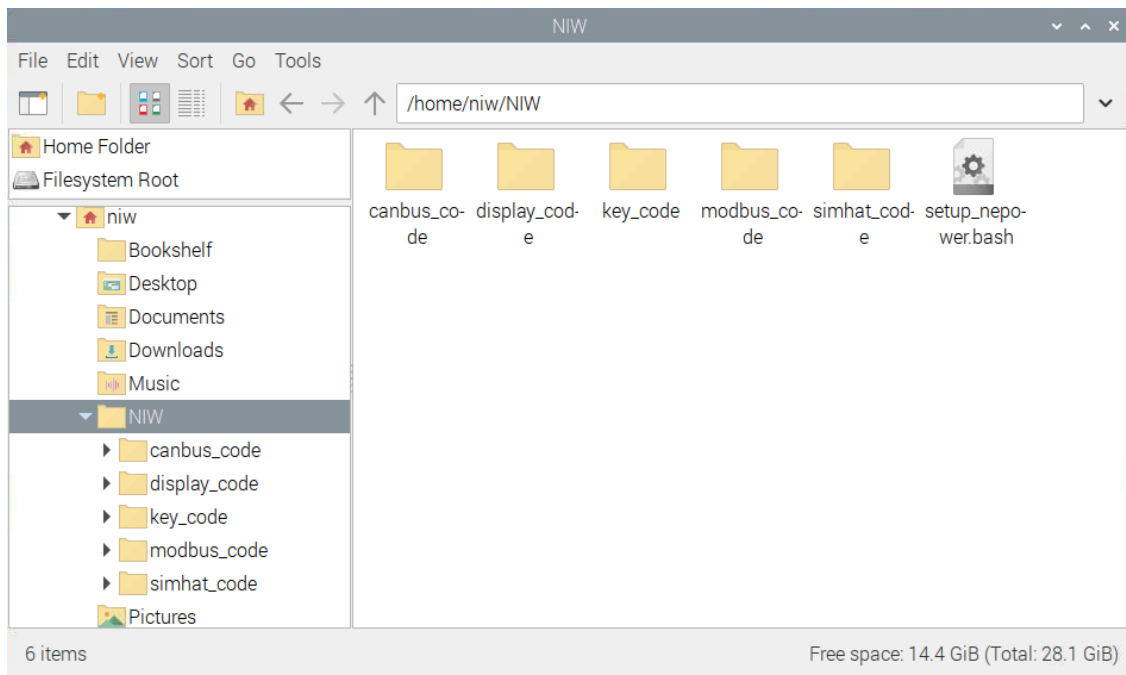 NIW
File Edit View Sort Go Tools
/home/niw/NIW
Home Folder
Filesystem Root
niw
Bookshelf
Desktop
Documents
Downloads
Music
NIW
canbus_code
display_code
key_code
modbus_code
simhat_code
Pictures
canbus_co-
de
display_cod-
e
key_code
modbus_co-
de
simhat_cod-
e
setup_nepo-
wer.bash
6 items
Free space: 14.4 GiB (Total: 28.1 GiB)